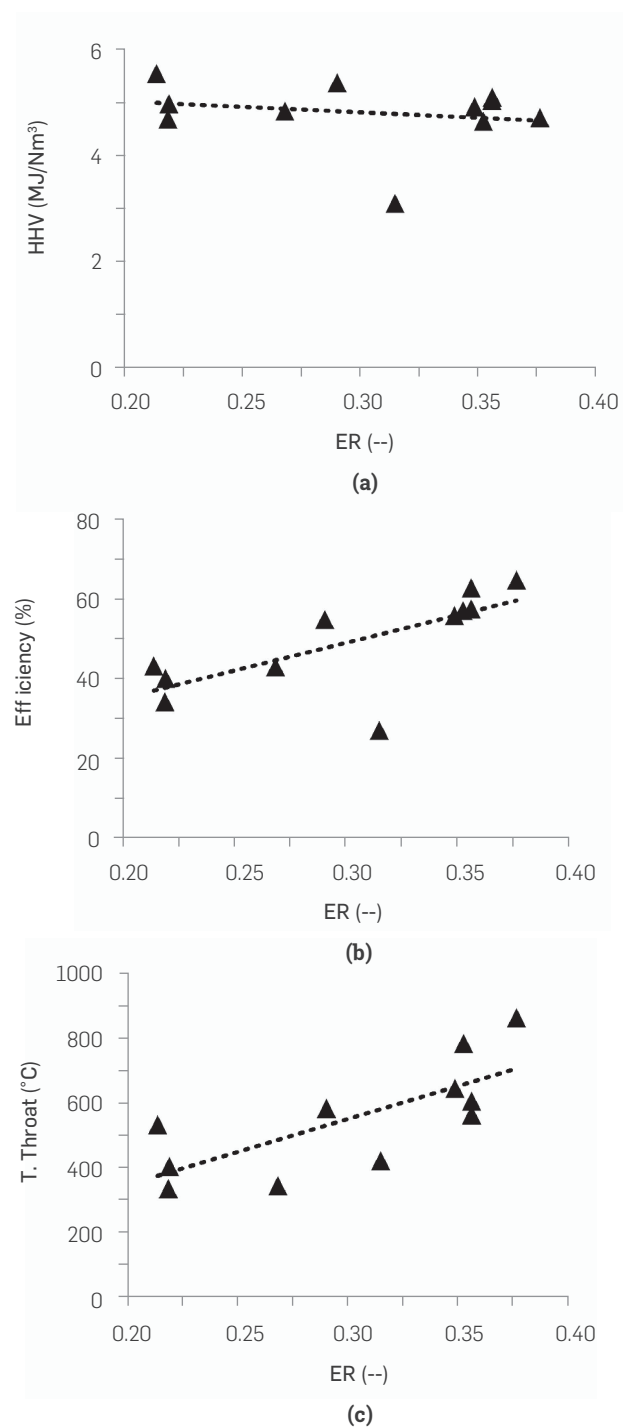 6
4
2
0
HHV (MJ/Nm³)
0.20 0.25 0.30 0.35 0.40
ER (--)
(a)
80
60
40
20
0
Eff iciency (%)
0.20 0.25 0.30 0.35 0.40
ER (--)
(b)
1000
800
600
400
200
0
T. Throat (°C)
0.20 0.25 0.30 0.35 0.40
ER (--)
(c)